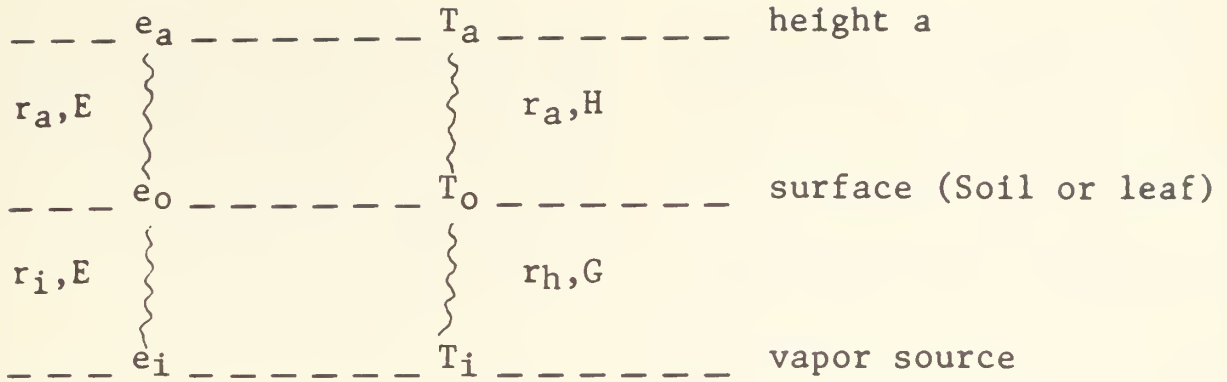 e_a T_a height a
r_a,E r_a,H
e_o T_o surface (Soil or leaf)
r_i,E r_h,G
e_i T_i vapor source